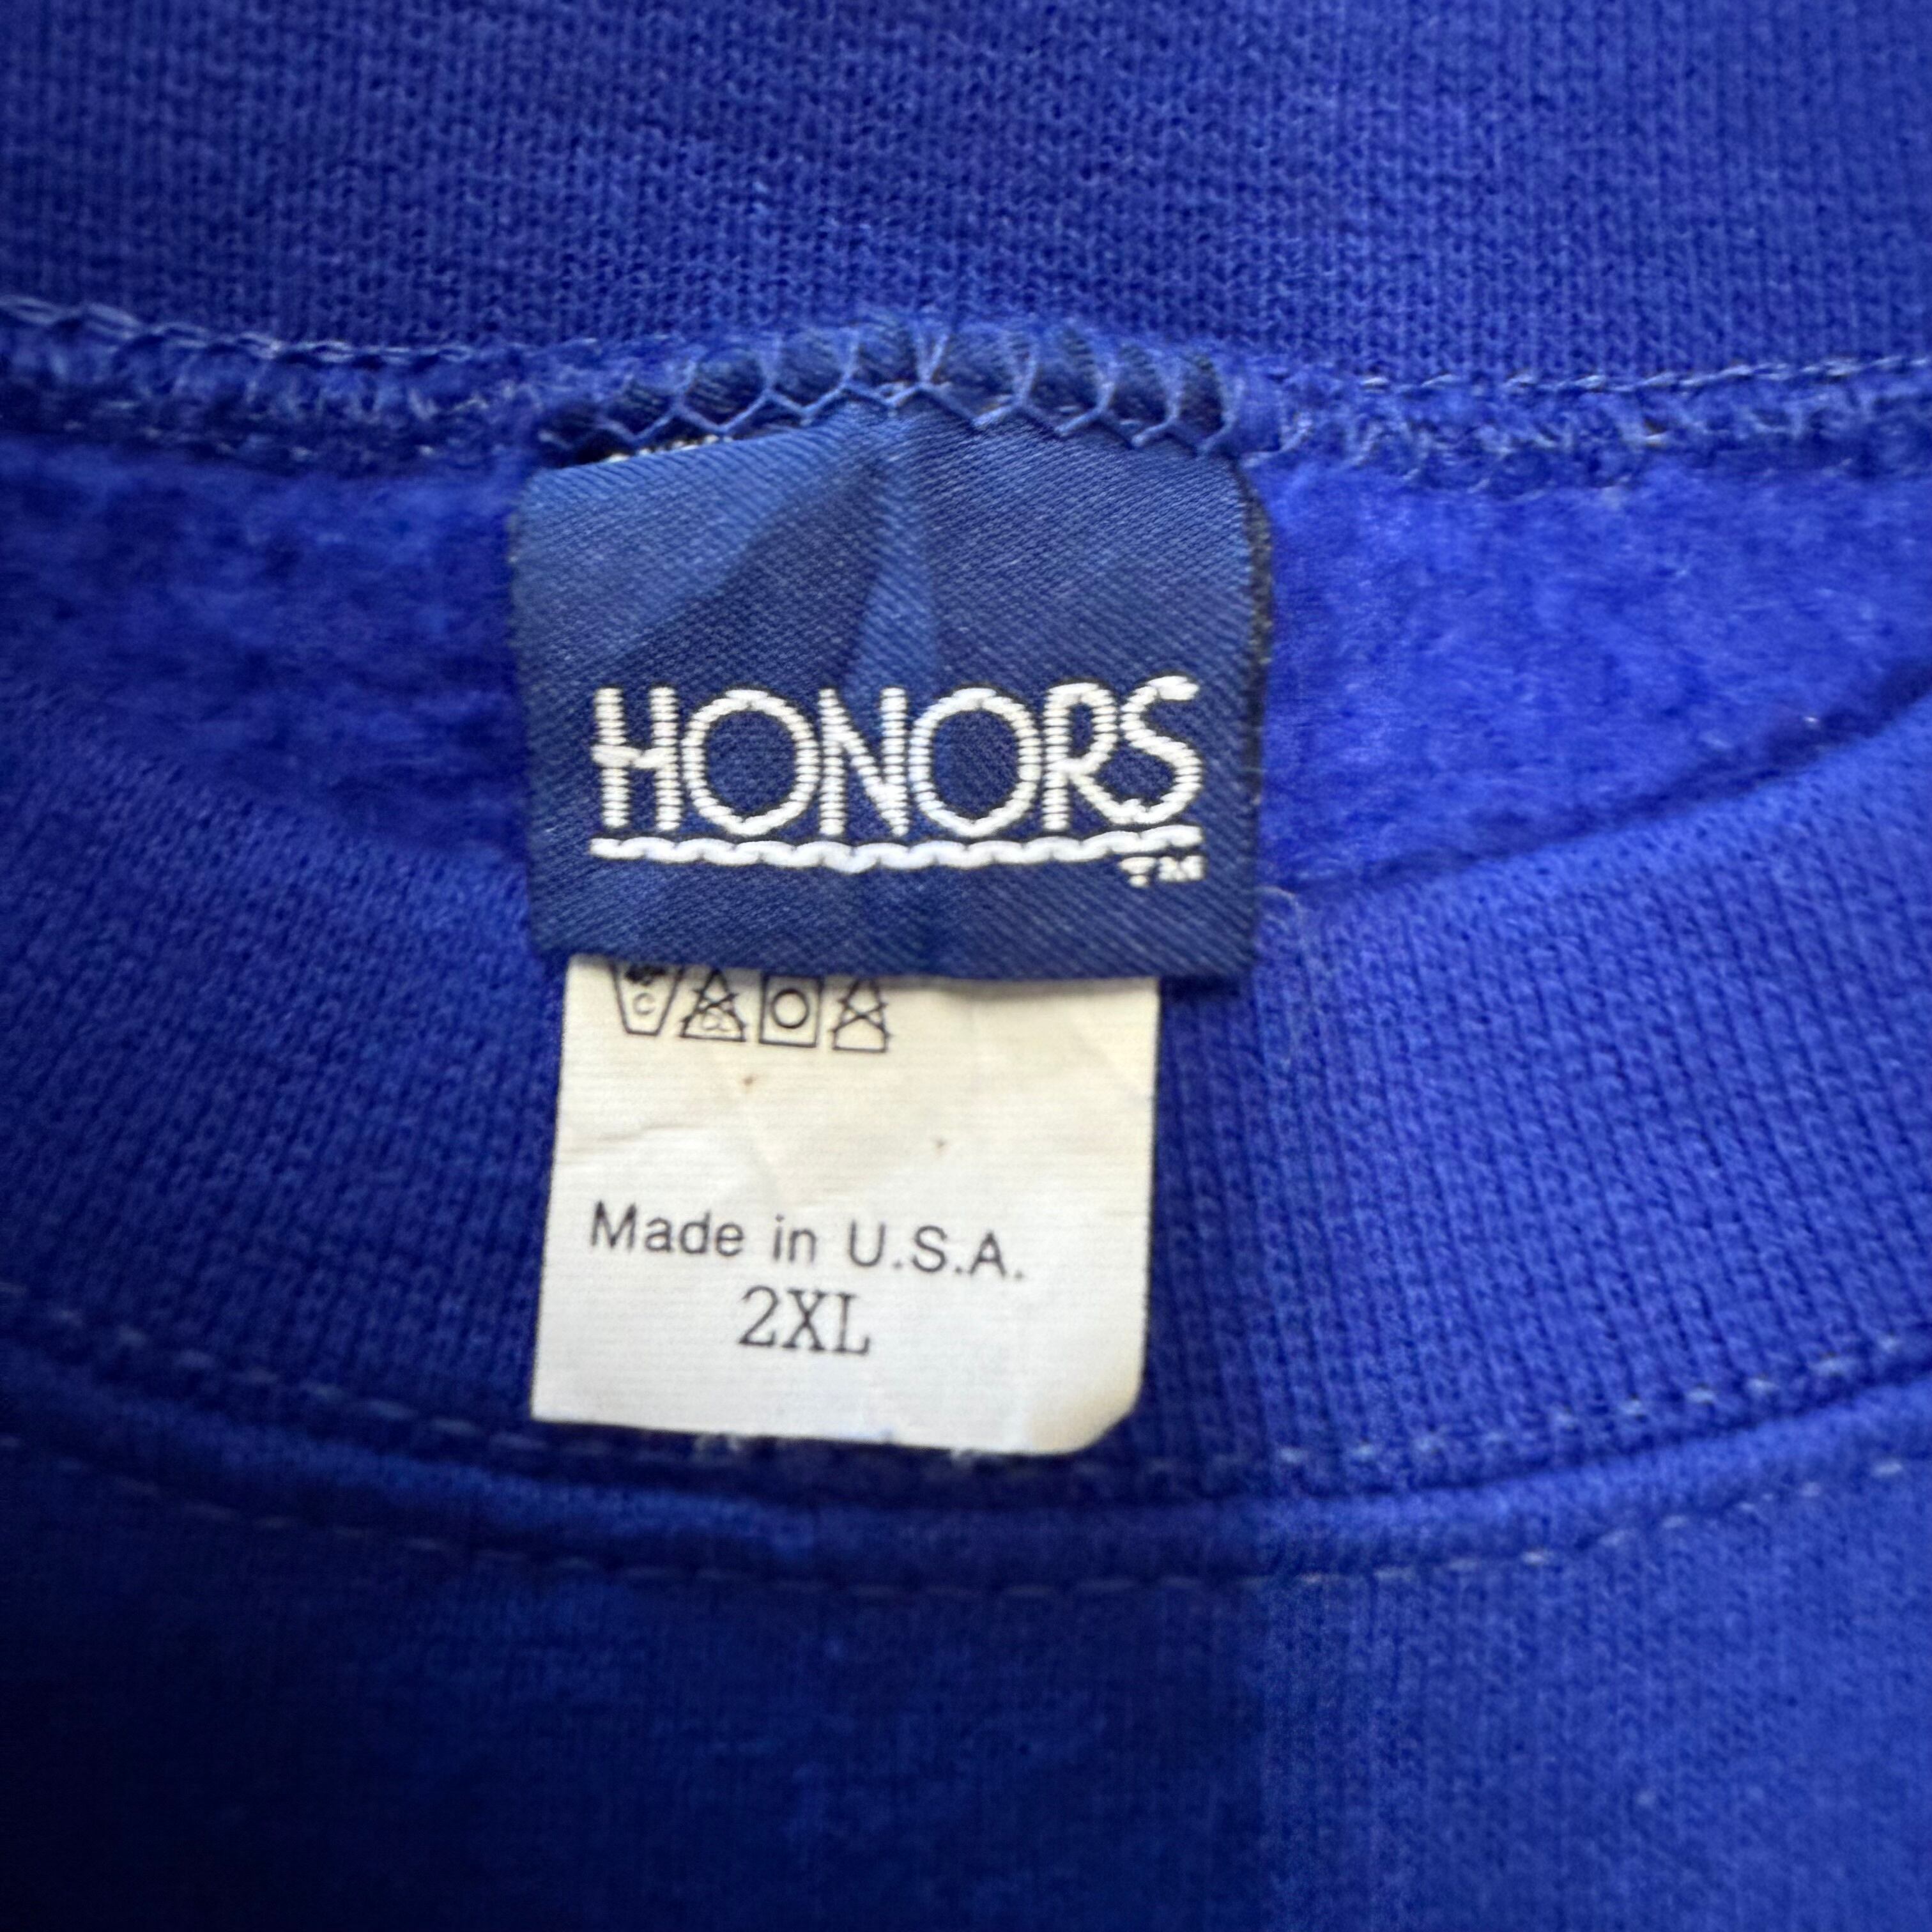 HONORS
TM
Made in U.S.A.
2XL